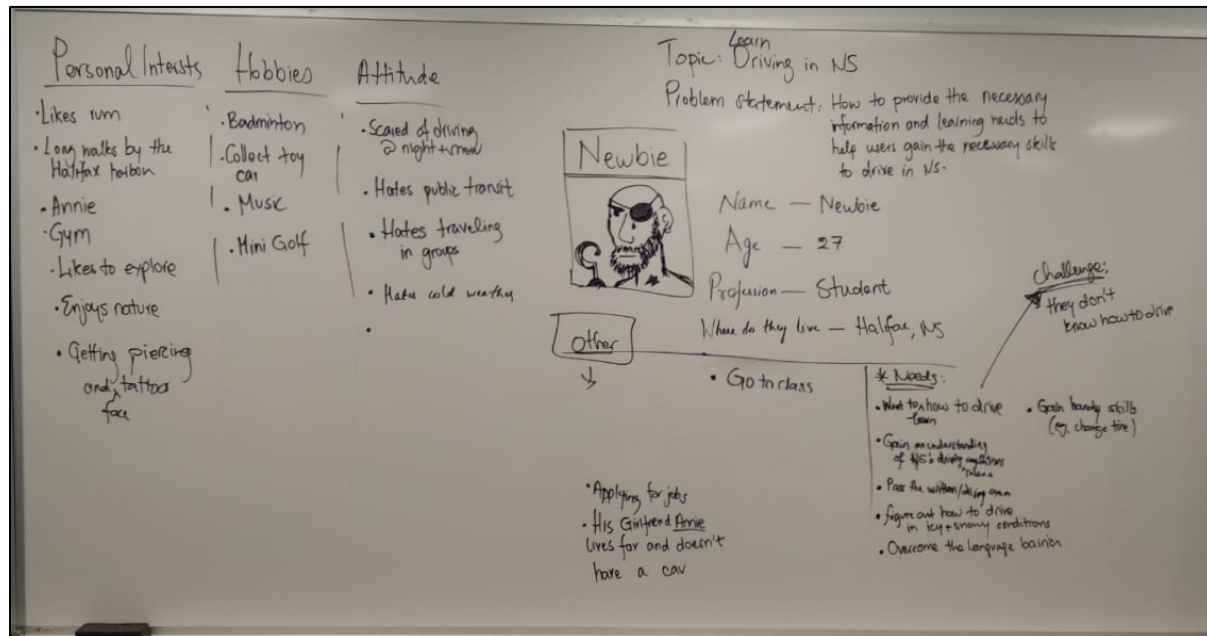 Personal Intersts
• Likes rum
• Long walks by the
Halifax
• Annie
• Gym
• Likes to explore
• Enjoys nature
• Getting piercing
and tattoo
face
Hobbies
• Badminton
• Collect toy
car
• Music
• Mini Golf
Attitude
• Scared of driving
@ night +
• Hates public transit
• Hates traveling
in groups
• Hates cold weather
•
Topic: Learn Driving in NS
Problem statement: How to provide the necessary
information and learning needs to
help users gain the necessary skills
to drive in NS.
Newbie
Name — Newbie
Age — 27
Profession — Student
Where do they live — Halifax, NS
Other
• Go to class
• Applying for jobs
• His Girlfriend Annie
lives far and doesn't
have a car
* Needs:
• Want to learn how to drive
• Gain an understanding
of NS's driving
• Pass the written/driving exam
• figure out how to drive
in icy + snowy conditions
• Overcome the language barrier
• Gain handy skills
(eg. change tire)
Challenge:
they don't
know how to drive